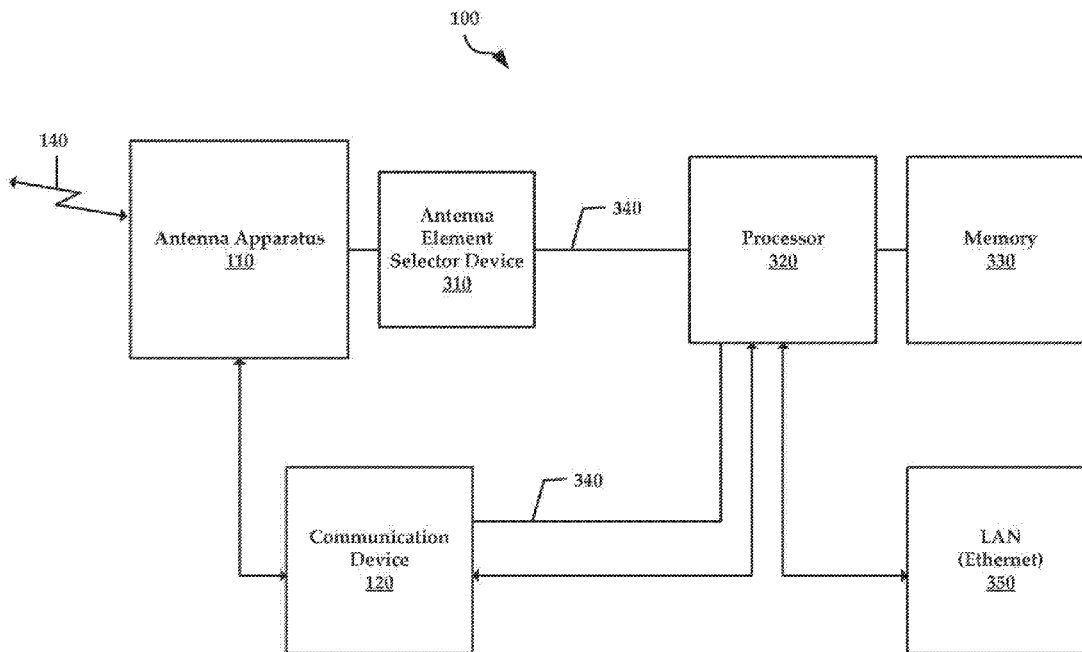 100
140
Antenna Apparatus
110
Antenna
Element
Selector Device
310
340
Processor
320
Memory
330
340
Communication
Device
120
LAN
(Ethernet)
350